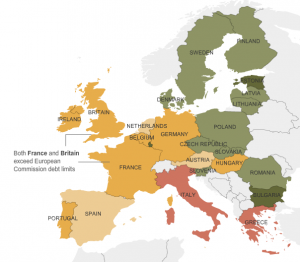 FINLAND
SWEDEN
ESTONIA
LATVIA
DENMARK
LITHUANIA
BRITAIN
IRELAND
NETHERLANDS
POLAND
BELGIUM
GERMANY
Both France and Britain
exceed European
Commission debt limits
CZECH REPUBLIC
SLOVAKIA
AUSTRIA
HUNGARY
FRANCE
SLOVENIA
ROMANIA
ITALY
BULGARIA
PORTUGAL
SPAIN
GREECE